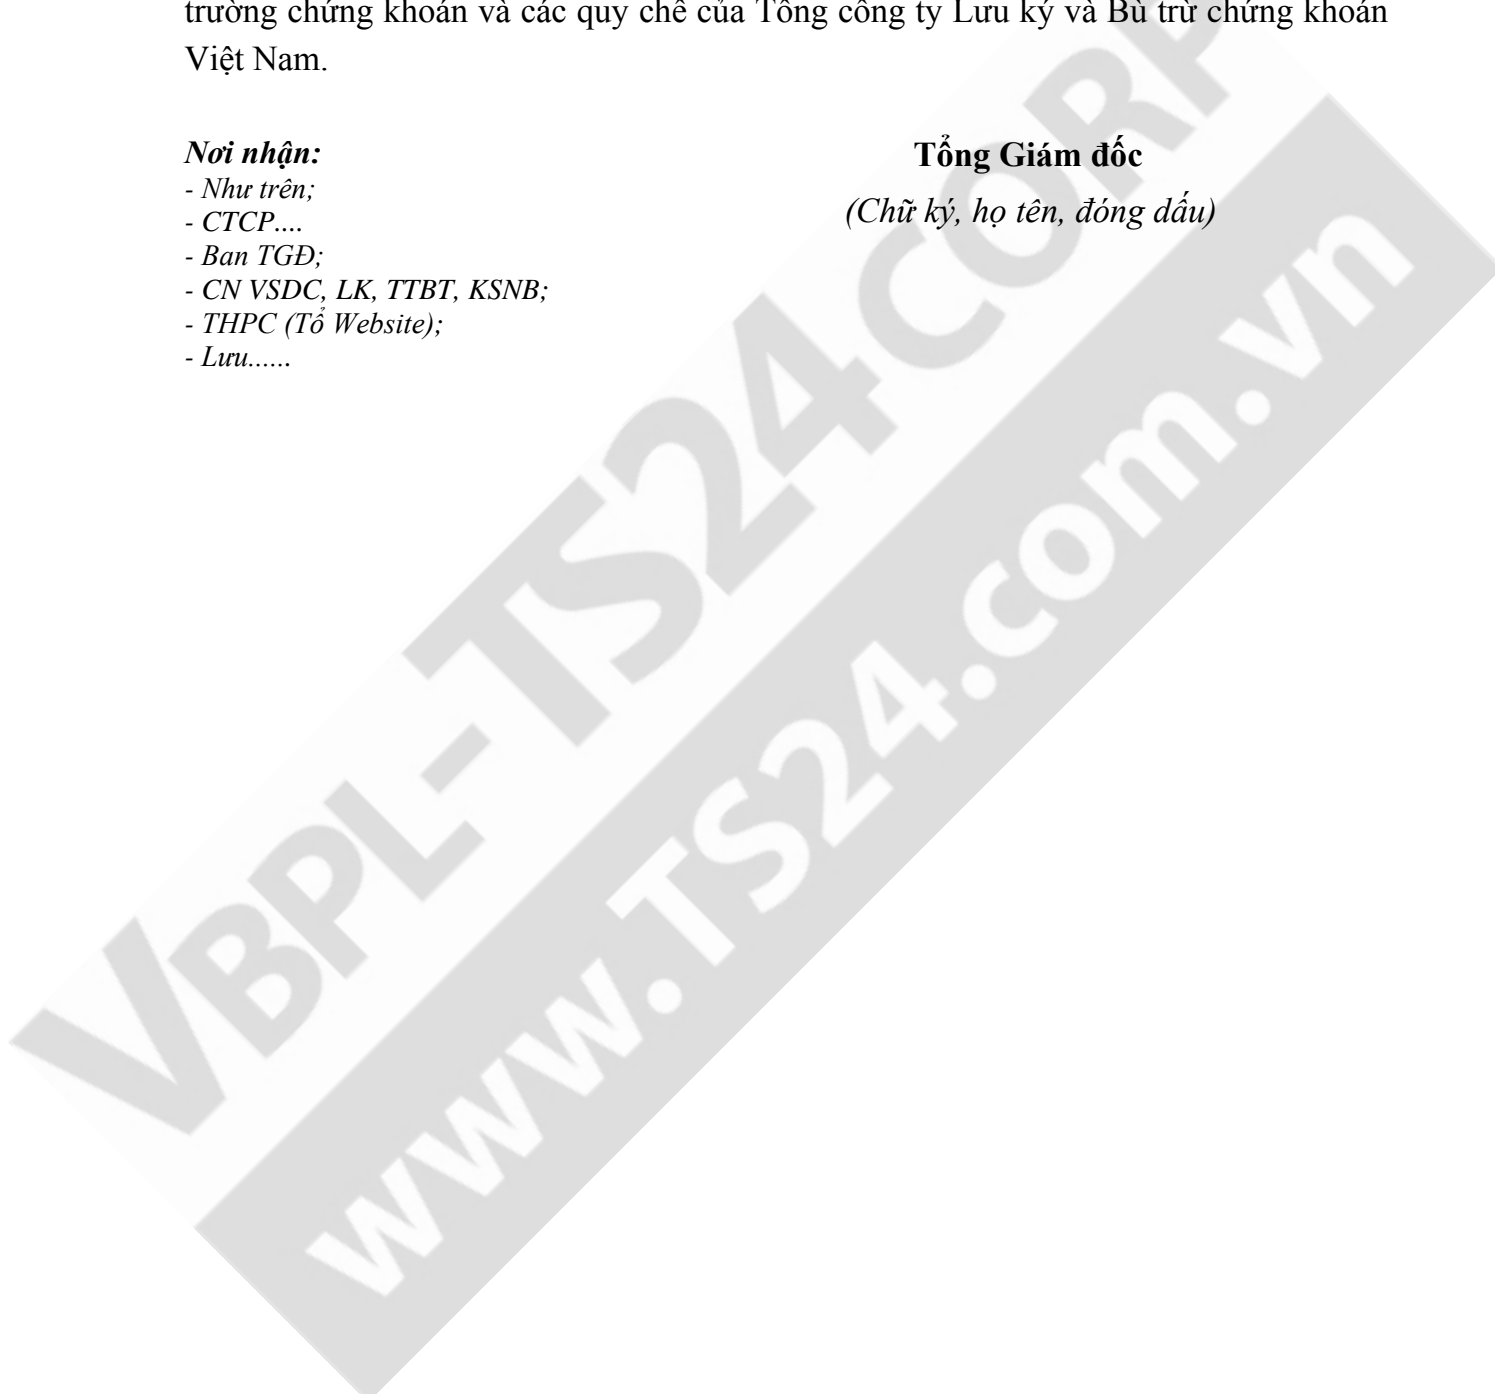 trường chứng khoán và các quy chế của Tổng công ty Lưu ký và Bù trừ chứng khoán
Việt Nam.
Nơi nhận:
- Như trên;
- CTCP....
- Ban TGĐ;
- CN VSDC, LK, TTBT, KSNB;
- THPC (Tổ Website);
- Lưu......
Tổng Giám đốc
(Chữ ký, họ tên, đóng dấu)
VBPL-TS24CORP
www.TS24.com.vn